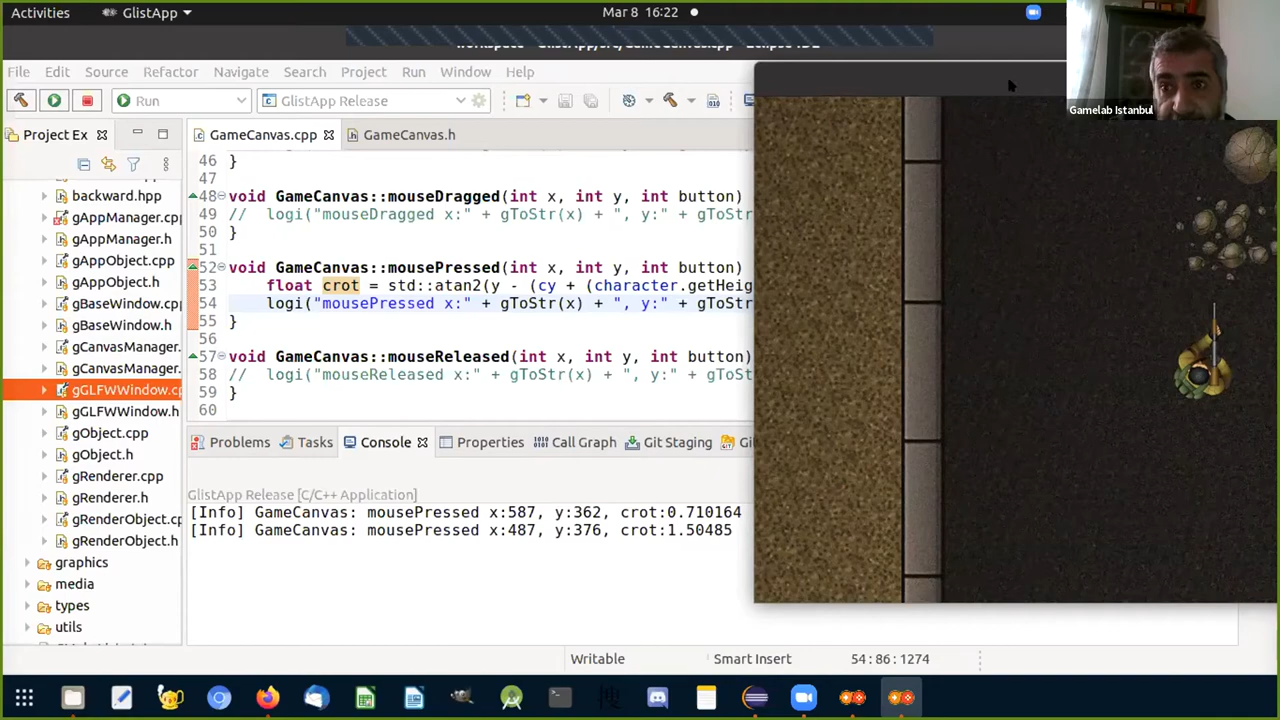 Activities
GlistApp
Mar 8 16:22
File Edit Source Refactor Navigate Search Project Run Window Help
Run
GlistApp Release
Gamelab Istanbul
Project Ex
GameCanvas.cpp
GameCanvas.h
backward.hpp
gAppManager.cpp
gAppManager.h
gAppObject.cpp
gAppObject.h
gBaseWindow.cp
gBaseWindow.h
gCanvasManager.
gCanvasManager.
gGLFWWindow.cp
gGLFWWindow.h
gObject.cpp
gObject.h
gRenderer.cpp
gRenderer.h
gRenderObject.cp
gRenderObject.h
graphics
media
types
utils
46 }
47
48 void GameCanvas::mouseDragged(int x, int y, int button)
49 // logi("mouseDragged x:" + gToStr(x) + ", y:" + gToStr
50 }
51
52 void GameCanvas::mousePressed(int x, int y, int button)
53 float crot = std::atan2(y - (cy + (character.getHeig
54 logi("mousePressed x:" + gToStr(x) + ", y:" + gToStr
55 }
56
57 void GameCanvas::mouseReleased(int x, int y, int button)
58 // logi("mouseReleased x:" + gToStr(x) + ", y:" + gToStr
59 }
60
Problems Tasks Console Properties Call Graph Git Staging Gi
GlistApp Release [C/C++ Application]
[Info] GameCanvas: mousePressed x:587, y:362, crot:0.710164
[Info] GameCanvas: mousePressed x:487, y:376, crot:1.50485
Writable
Smart Insert
54 : 86 : 1274